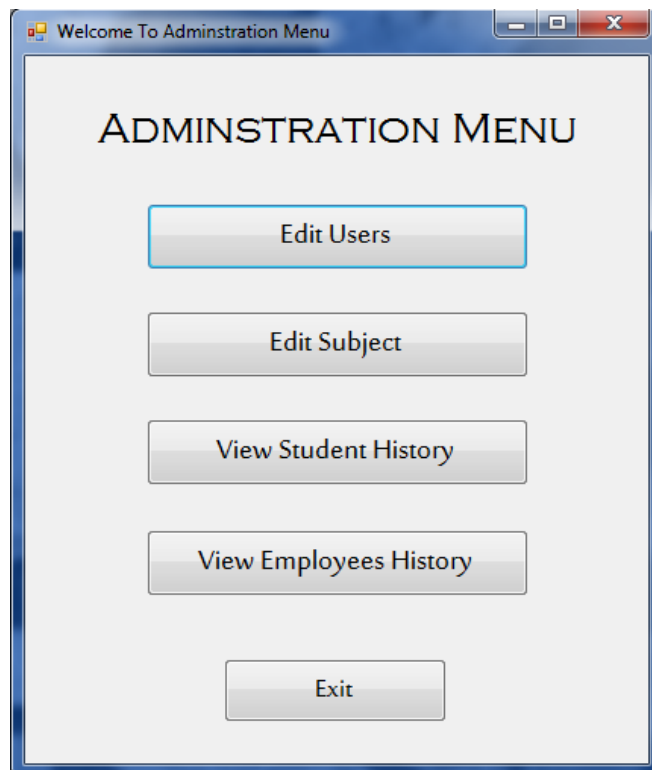 Welcome To Adminstration Menu
Adminstration Menu
Edit Users
Edit Subject
View Student History
View Employees History
Exit